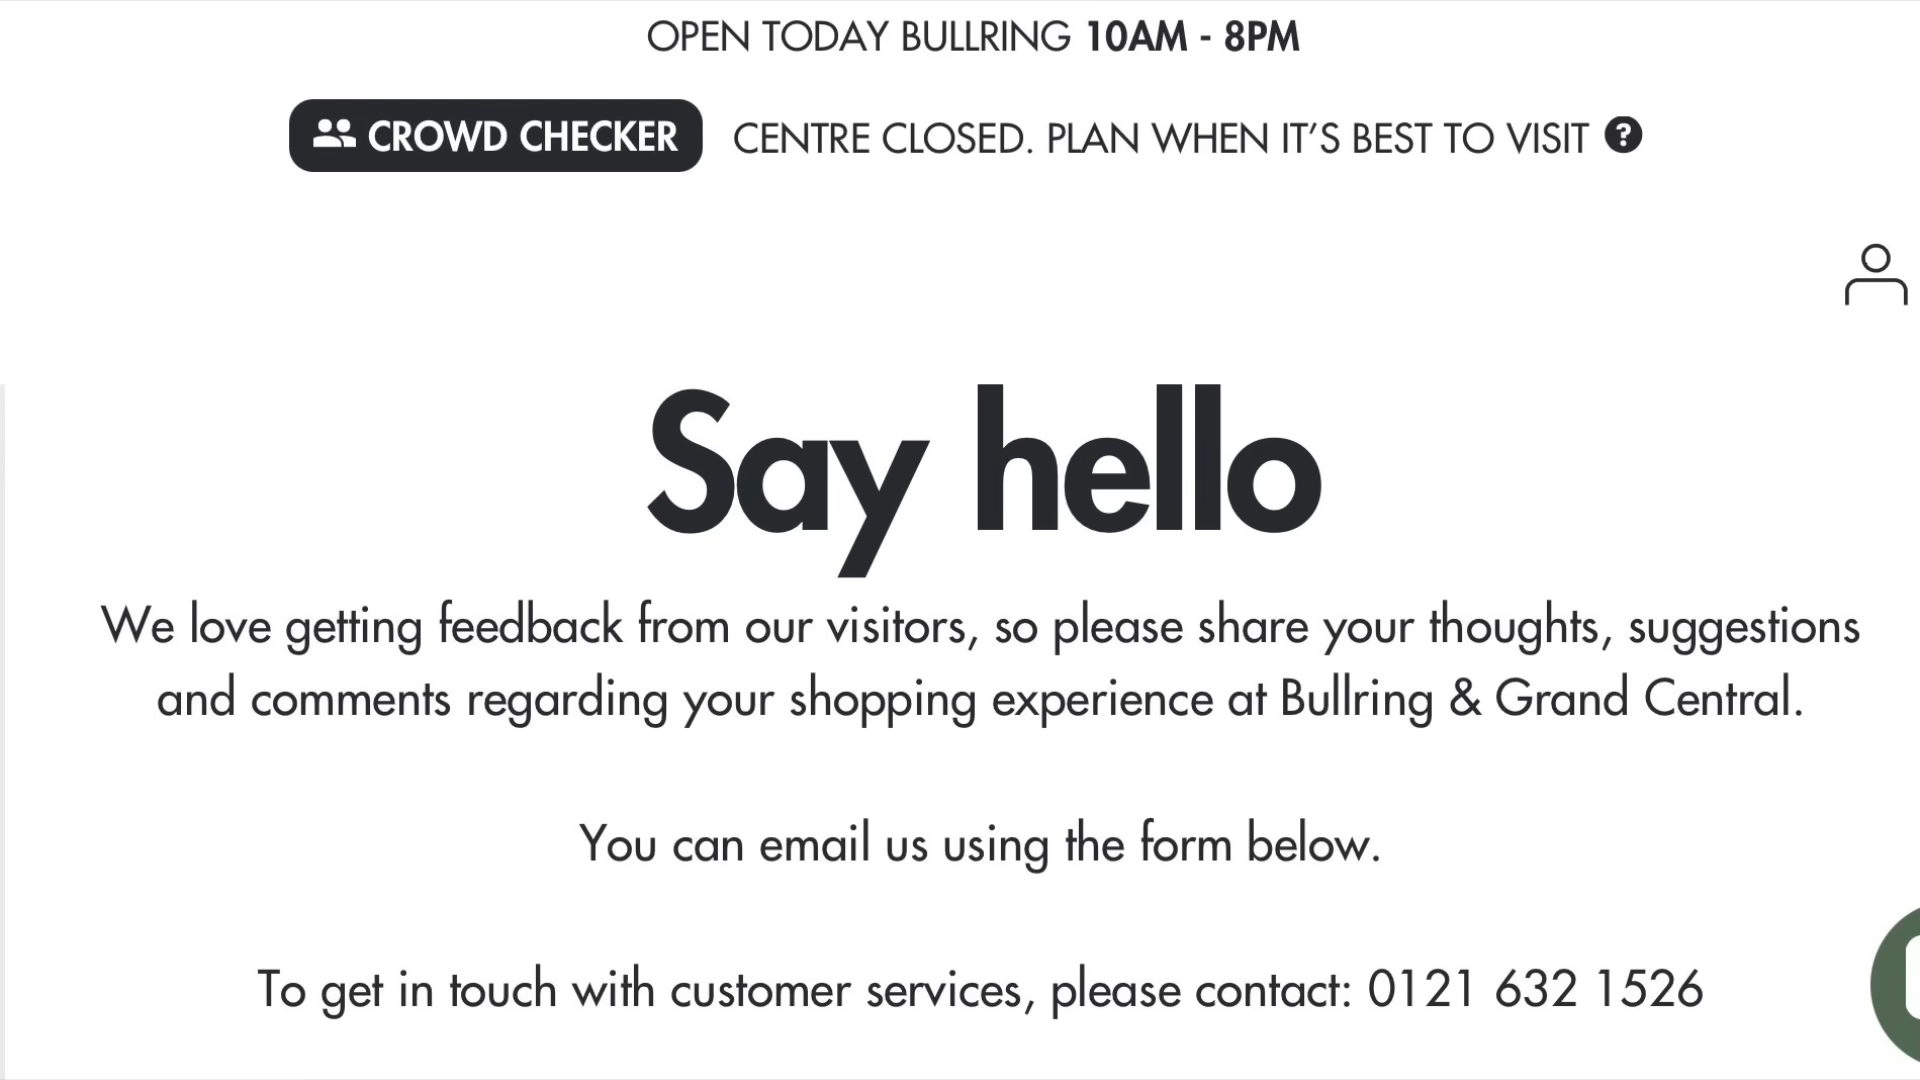 OPEN TODAY BULLRING 10AM - 8PM
CROWD CHECKER CENTRE CLOSED. PLAN WHEN IT’S BEST TO VISIT ?
Say hello
We love getting feedback from our visitors, so please share your thoughts, suggestions
and comments regarding your shopping experience at Bullring & Grand Central.
You can email us using the form below.
To get in touch with customer services, please contact: 0121 632 1526